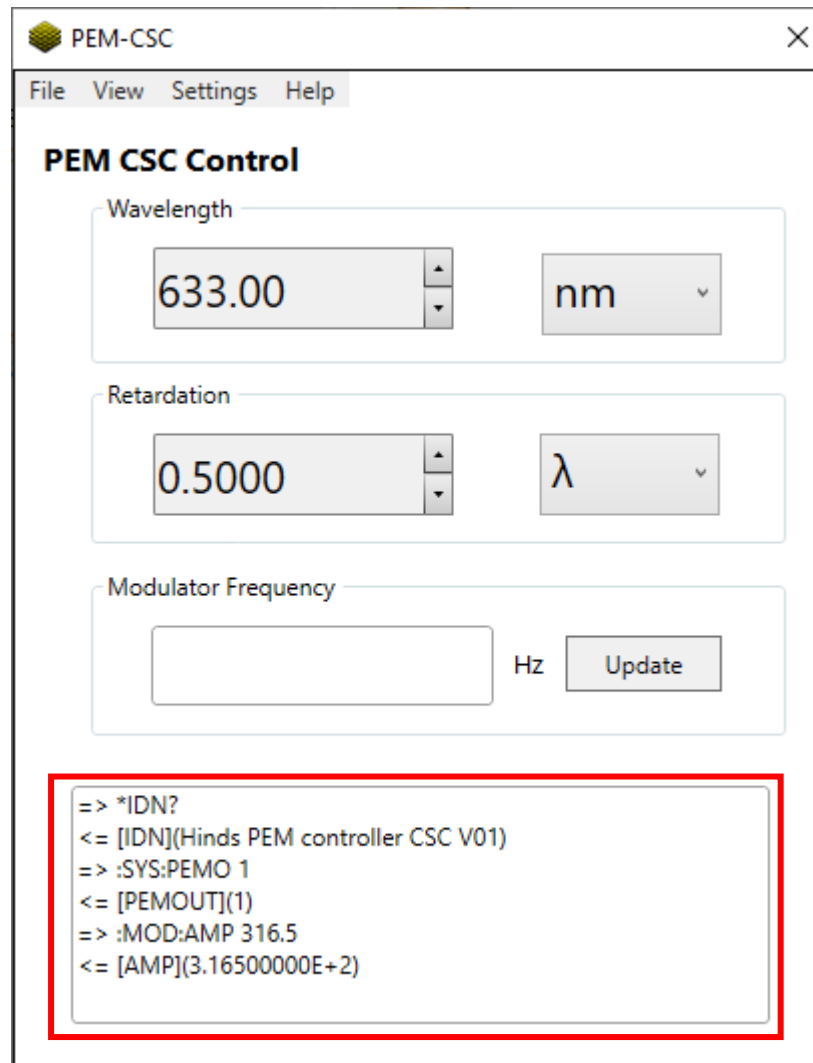 PEM-CSC
File View Settings Help
PEM CSC Control
Wavelength
633.00 nm
Retardation
0.5000 λ
Modulator Frequency
Hz Update
=> *IDN?
<= [IDN](Hinds PEM controller CSC V01)
=> :SYS:PEMO 1
<= [PEMOUT](1)
=> :MOD:AMP 316.5
<= [AMP](3.16500000E+2)